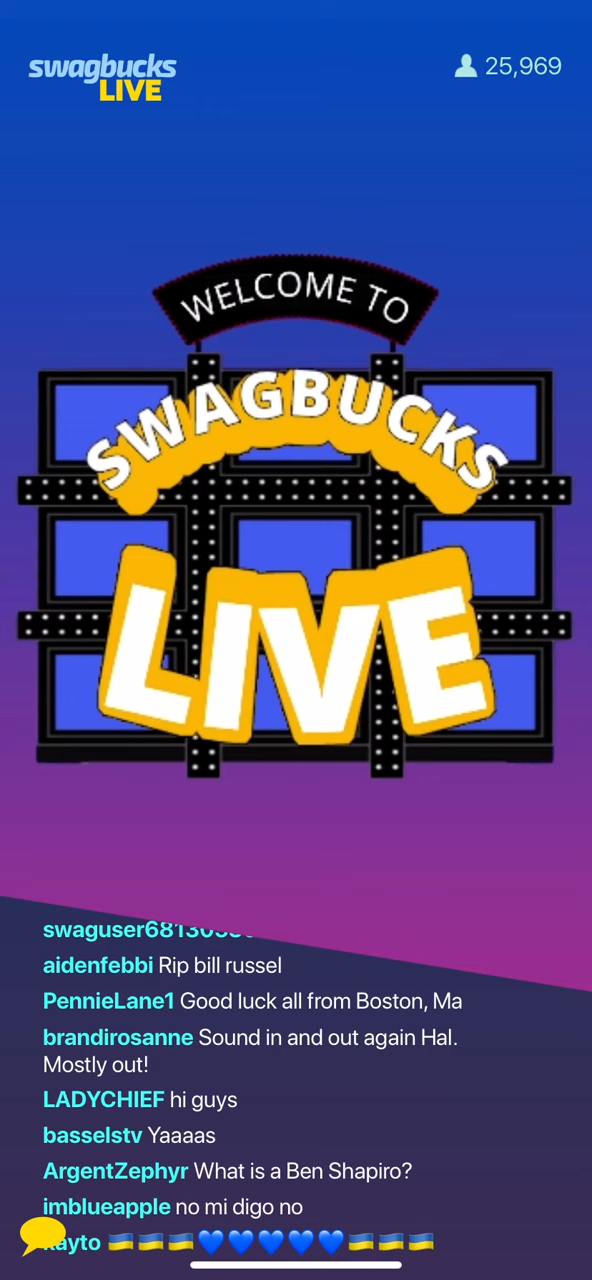 swagbucks
LIVE
25,969
WELCOME TO
SWAGBUCKS
LIVE
aidenfebbi Rip bill russel
PennieLane1 Good luck all from Boston, Ma
brandirosanne Sound in and out again Hal.
Mostly out!
LADYCHIEF hi guys
basselstv Yaaaas
ArgentZephyr What is a Ben Shapiro?
imblueapple no mi digo no
kayto 🇺🇦🇺🇦🇺🇦💙💙💙💙💙🇺🇦🇺🇦🇺🇦